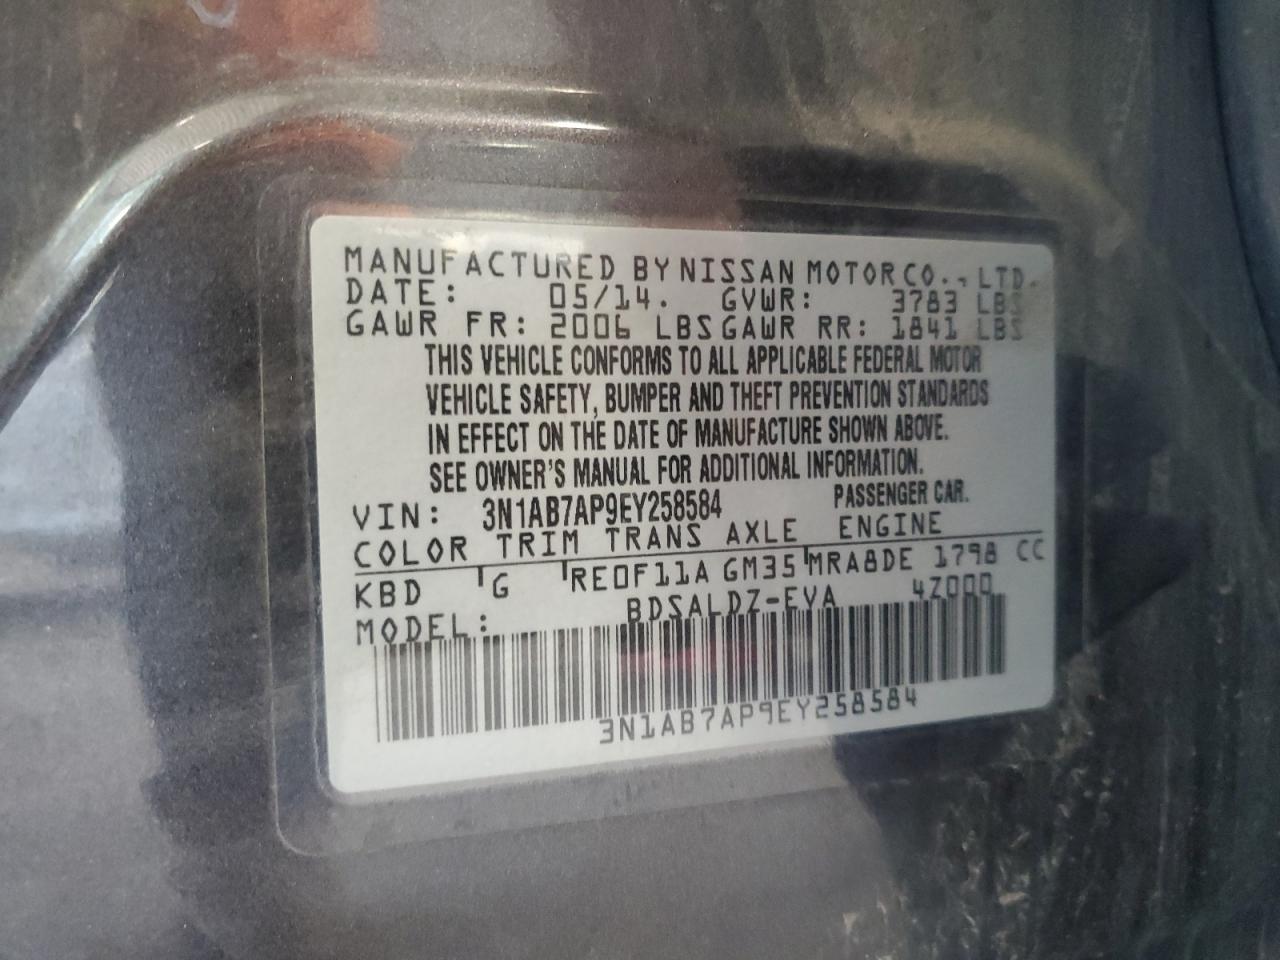 MANUFACTURED BY NISSAN MOTOR CO., LTD.
DATE: 05/14. GVWR: 3783 LBS
GAWR FR: 2006 LBS GAWR RR: 1841 LBS
THIS VEHICLE CONFORMS TO ALL APPLICABLE FEDERAL MOTOR
VEHICLE SAFETY, BUMPER AND THEFT PREVENTION STANDARDS
IN EFFECT ON THE DATE OF MANUFACTURE SHOWN ABOVE.
SEE OWNER'S MANUAL FOR ADDITIONAL INFORMATION.
VIN: 3N1AB7AP9EY258584 PASSENGER CAR.
COLOR TRIM TRANS AXLE ENGINE
KBD G RE0F11A GM35 MRA8DE 1798 CC
MODEL: BDSALDZ-EVA 4Z000
3N1AB7AP9EY258584